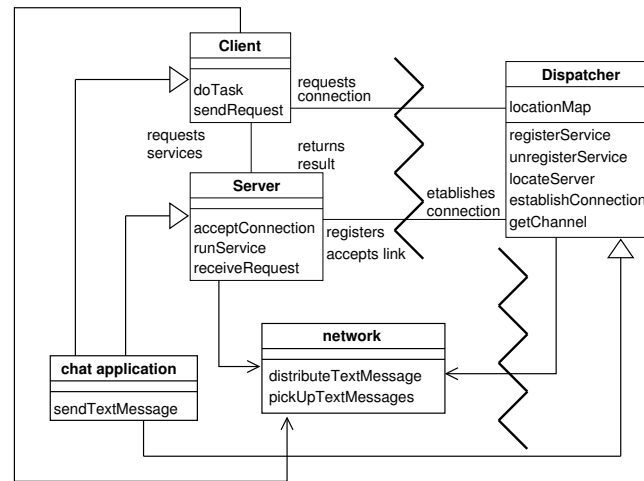 Client
doTask
sendRequest
requests
connection
Dispatcher
locationMap
registerService
unregisterService
locateServer
establishConnection
getChannel
requests
services
returns
result
Server
acceptConnection
runService
receiveRequest
etablishes
connection
registers
accepts link
network
distributeTextMessage
pickUpTextMessages
chat application
sendTextMessage